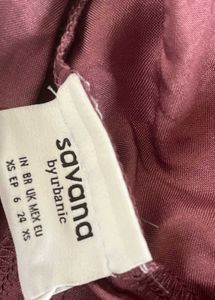 savana
by urbanic
IN BR UK MEX EU
XS EP 6 24 XS